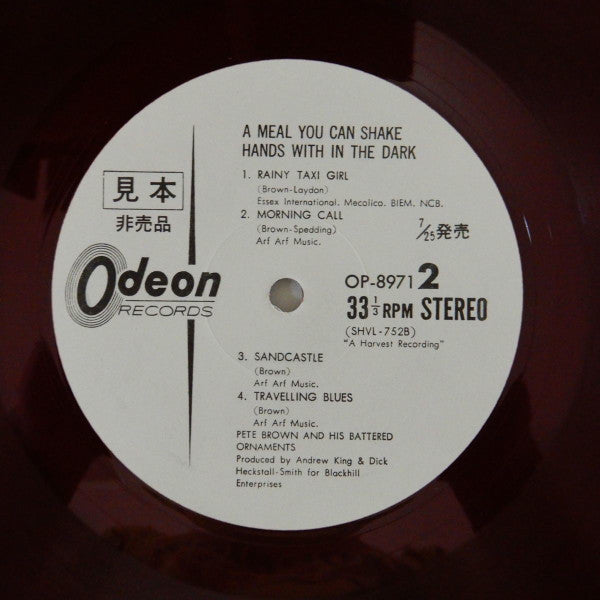 A MEAL YOU CAN SHAKE
HANDS WITH IN THE DARK
見本
非売品
1. RAINY TAXI GIRL
(Brown-Laydon)
Essex International. Mecolico. BIEM. NCB.
2. MORNING CALL
(Brown-Spedding)
Arf Arf Music.
7/25発売
Odeon
RECORDS
OP-8971 2
33 1/3 RPM STEREO
(SHVL-752B)
"A Harvest Recording"
3. SANDCASTLE
(Brown)
Arf Arf Music.
4. TRAVELLING BLUES
(Brown)
Arf Arf Music.
PETE BROWN AND HIS BATTERED
ORNAMENTS
Produced by Andrew King & Dick
Heckstall-Smith for Blackhill
Enterprises